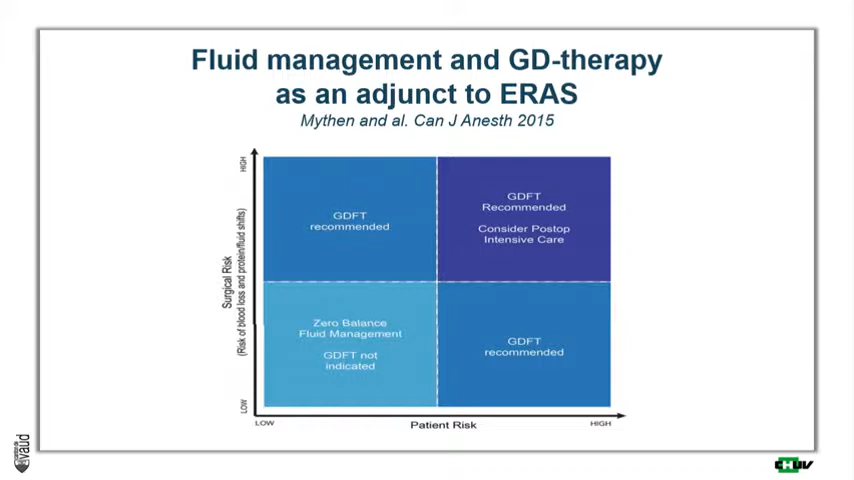 Fluid management and GD-therapy
as an adjunct to ERAS
Mythen and al. Can J Anesth 2015
HIGH
Surgical Risk
(Risk of blood loss and protein/fluid shifts)
LOW
GDFT
recommended
GDFT
Recommended
Consider Postop
Intensive Care
Zero Balance
Fluid Management
GDFT not
indicated
GDFT
recommended
LOW
Patient Risk
HIGH
vaud
CHUV